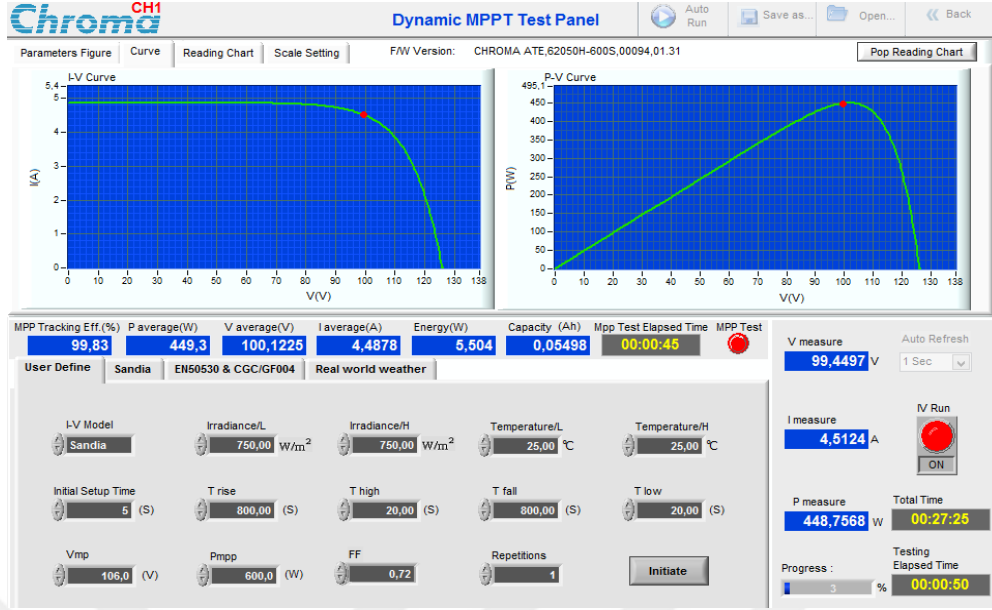 Chroma CH1
Dynamic MPPT Test Panel
Auto Run
Save as...
Open...
Back
Parameters Figure Curve Reading Chart Scale Setting
F/W Version: CHROMA ATE,62050H-600S,00094,01.31
Pop Reading Chart
I-V Curve
5,4
5
4
3
2
1
0
I(A)
0 10 20 30 40 50 60 70 80 90 100 110 120 130 138
V(V)
P-V Curve
495,1
450
400
350
300
250
200
150
100
50
0
P(W)
0 10 20 30 40 50 60 70 80 90 100 110 120 130 138
V(V)
MPP Tracking Eff.(%) P average(W) V average(V) I average(A) Energy(W) Capacity (Ah) Mpp Test Elapsed Time MPP Test
99,83 449,3 100,1225 4,4878 5,504 0,05498 00:00:45
User Define Sandia EN50530 & CGC/GF004 Real world weather
I-V Model Irradiance/L Irradiance/H Temperature/L Temperature/H
Sandia 750,00 W/m² 750,00 W/m² 25,00 ℃ 25,00 ℃
Initial Setup Time T rise T high T fall T low
5 (S) 800,00 (S) 20,00 (S) 800,00 (S) 20,00 (S)
Vmp Pmpp FF Repetitions
106,0 (V) 600,0 (W) 0,72 1
Initiate
V measure Auto Refresh
99,4497 V 1 Sec
I measure IV Run
4,5124 A
ON
P measure Total Time
448,7568 W 00:27:25
Progress : Testing Elapsed Time
3 % 00:00:50